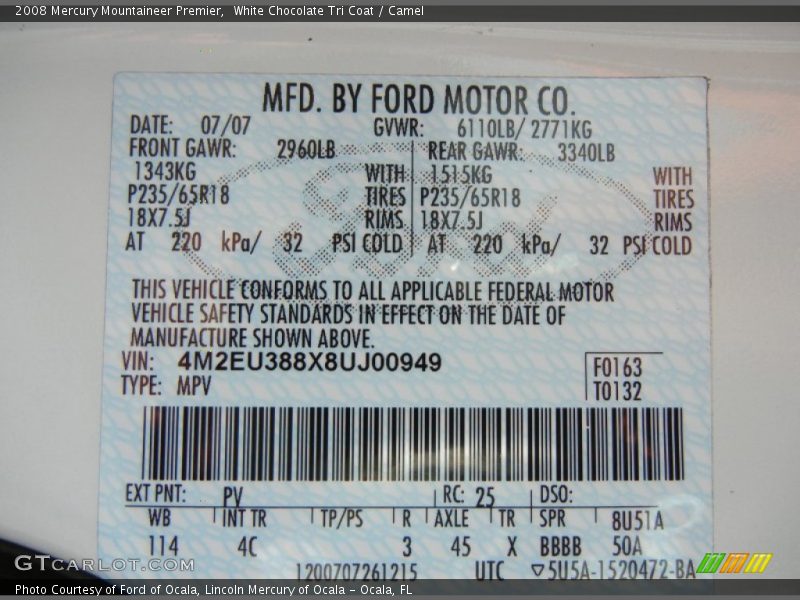 2008 Mercury Mountaineer Premier,  White Chocolate Tri Coat / Camel
MFD. BY FORD MOTOR CO.
DATE: 07/07 GVWR: 6110LB/ 2771KG
FRONT GAWR: 2960LB REAR GAWR: 3340LB
1343KG WITH 1515KG WITH
P235/65R18 TIRES P235/65R18 TIRES
18X7.5J RIMS 18X7.5J RIMS
AT 220 kPa/ 32 PSI COLD AT 220 kPa/ 32 PSI COLD
THIS VEHICLE CONFORMS TO ALL APPLICABLE FEDERAL MOTOR
VEHICLE SAFETY STANDARDS IN EFFECT ON THE DATE OF
MANUFACTURE SHOWN ABOVE.
VIN: 4M2EU388X8UJ00949 F0163
TYPE: MPV T0132
EXT PNT: PV RC: 25 DSO:
WB INT TR TP/PS R AXLE TR SPR 8U51A
114 4C 3 45 X BBBB 50A
1200707261215 UTC ▽5U5A-1520472-BA
GTCARLOT.COM
Photo Courtesy of Ford of Ocala, Lincoln Mercury of Ocala – Ocala, FL